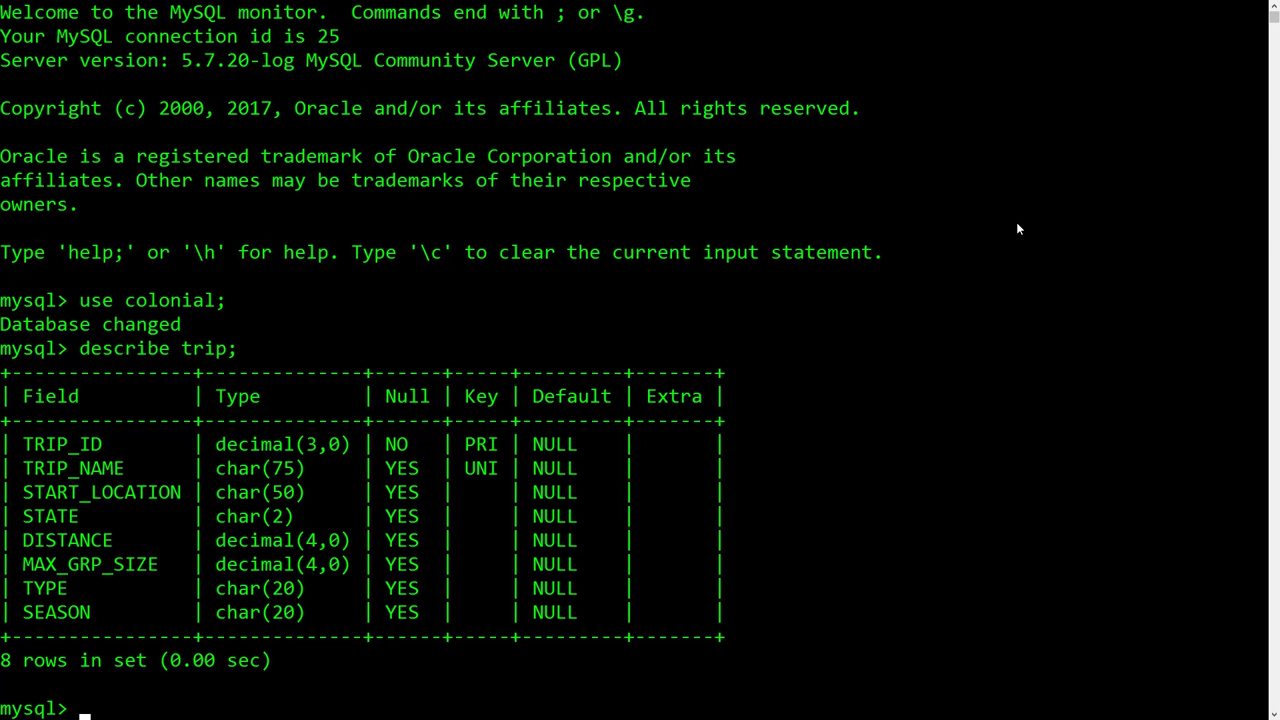 Welcome to the MySQL monitor.  Commands end with ; or \g.
Your MySQL connection id is 25
Server version: 5.7.20-log MySQL Community Server (GPL)
Copyright (c) 2000, 2017, Oracle and/or its affiliates. All rights reserved.
Oracle is a registered trademark of Oracle Corporation and/or its
affiliates. Other names may be trademarks of their respective
owners.
Type 'help;' or '\h' for help. Type '\c' to clear the current input statement.
mysql> use colonial;
Database changed
mysql> describe trip;
+----------------+--------------+------+-----+---------+-------+
| Field          | Type         | Null | Key | Default | Extra |
+----------------+--------------+------+-----+---------+-------+
| TRIP_ID        | decimal(3,0) | NO   | PRI | NULL    |       |
| TRIP_NAME      | char(75)     | YES  | UNI | NULL    |       |
| START_LOCATION | char(50)     | YES  |     | NULL    |       |
| STATE          | char(2)      | YES  |     | NULL    |       |
| DISTANCE       | decimal(4,0) | YES  |     | NULL    |       |
| MAX_GRP_SIZE   | decimal(4,0) | YES  |     | NULL    |       |
| TYPE           | char(20)     | YES  |     | NULL    |       |
| SEASON         | char(20)     | YES  |     | NULL    |       |
+----------------+--------------+------+-----+---------+-------+
8 rows in set (0.00 sec)
mysql>